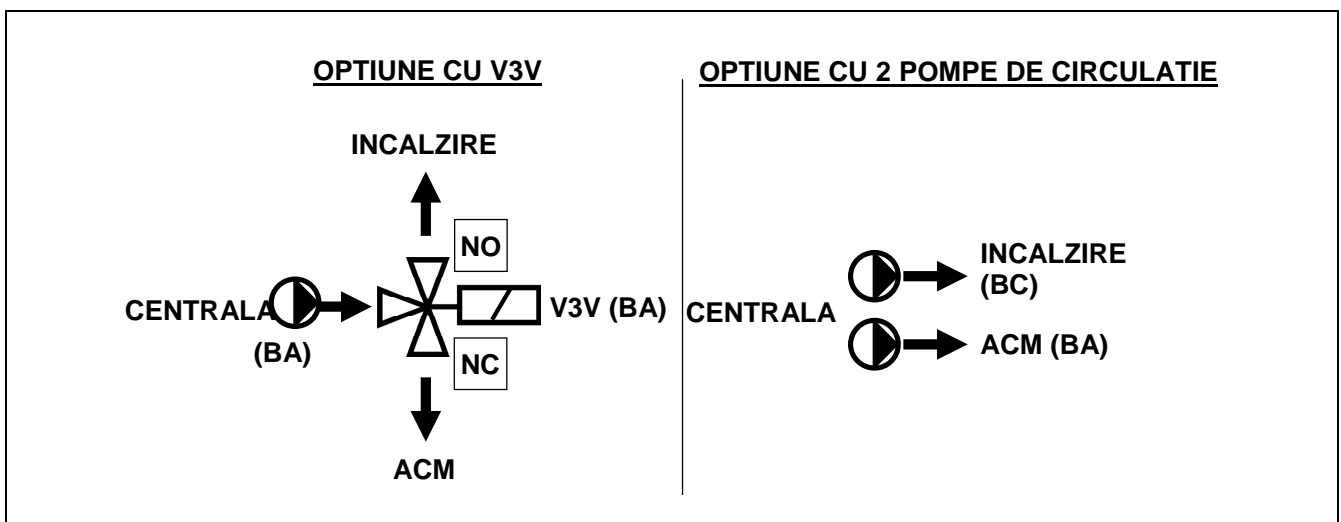 OPTIUNE CU V3V
INCALZIRE
NO
CENTRALA
(BA)
V3V (BA)
NC
ACM
OPTIUNE CU 2 POMPE DE CIRCULATIE
CENTRALA
INCALZIRE
(BC)
ACM (BA)